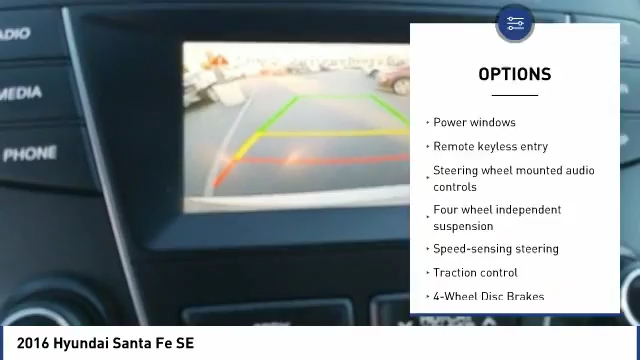 RADIO
MEDIA
PHONE
OPTIONS
Power windows
Remote keyless entry
Steering wheel mounted audio
controls
Four wheel independent
suspension
Speed-sensing steering
Traction control
4-Wheel Disc Brakes
2016 Hyundai Santa Fe SE